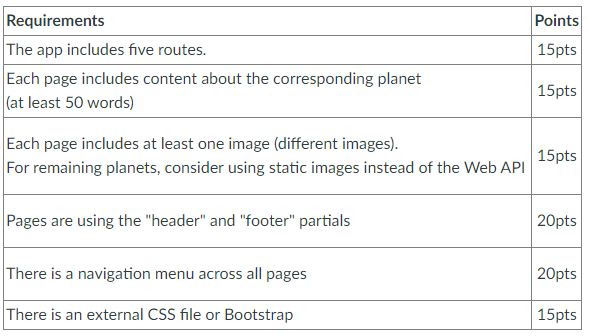 Requirements Points
The app includes five routes. 15pts
Each page includes content about the corresponding planet
(at least 50 words) 15pts
Each page includes at least one image (different images).
For remaining planets, consider using static images instead of the Web API 15pts
Pages are using the "header" and "footer" partials 20pts
There is a navigation menu across all pages 20pts
There is an external CSS file or Bootstrap 15pts